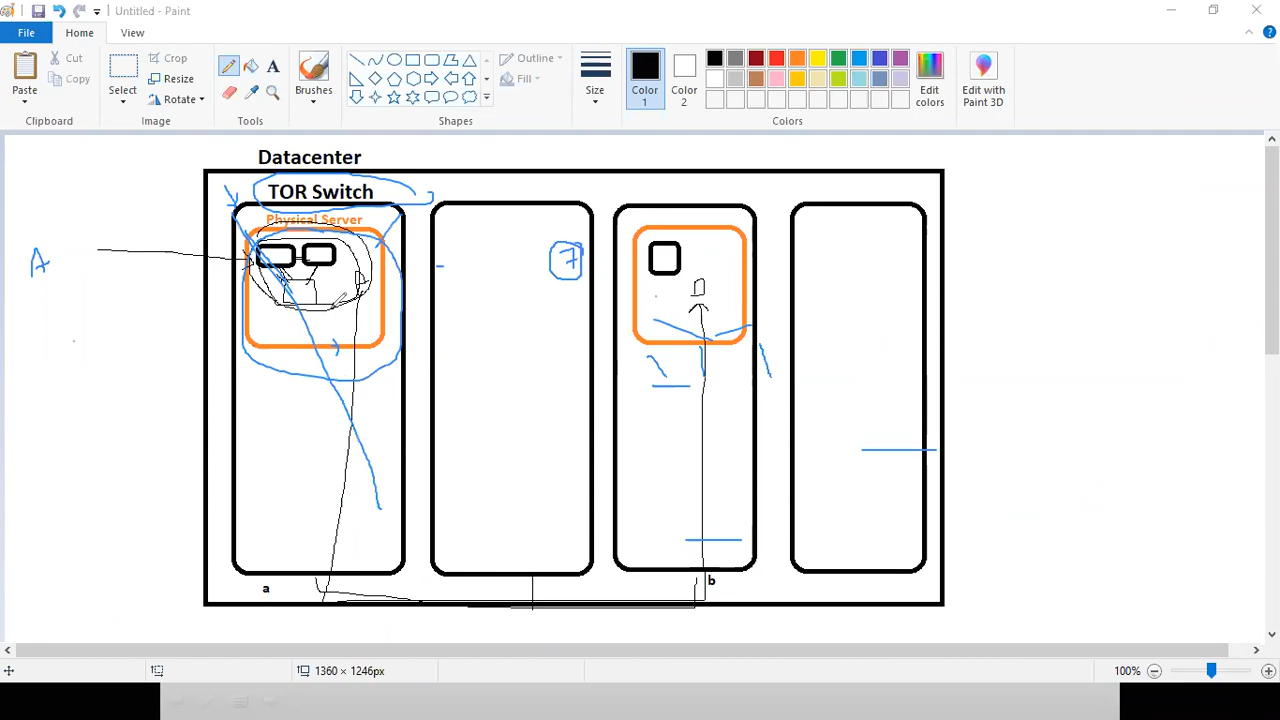 Untitled - Paint
File Home View
Paste
Cut
Copy
Clipboard
Select
Crop
Resize
Rotate
Image
Tools
Brushes
Outline
Fill
Shapes
Size
Color 1
Color 2
Colors
Edit colors
Edit with Paint 3D
Datacenter
TOR Switch
Physical Server
A
7
a
b
1360 × 1246px
100%